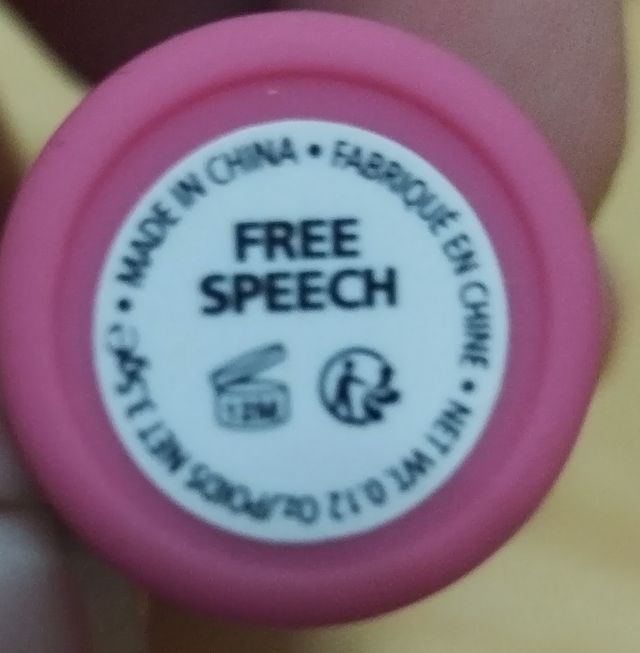 MADE IN CHINA • FABRIQUÉ EN CHINE • NET WT. 0.12 Oz./POIDS NET 3.5g℮ •
FREE
SPEECH
12M